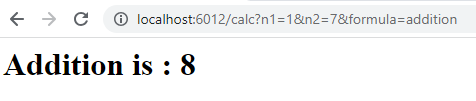 localhost:6012/calc?n1=1&n2=7&formula=addition
Addition is : 8